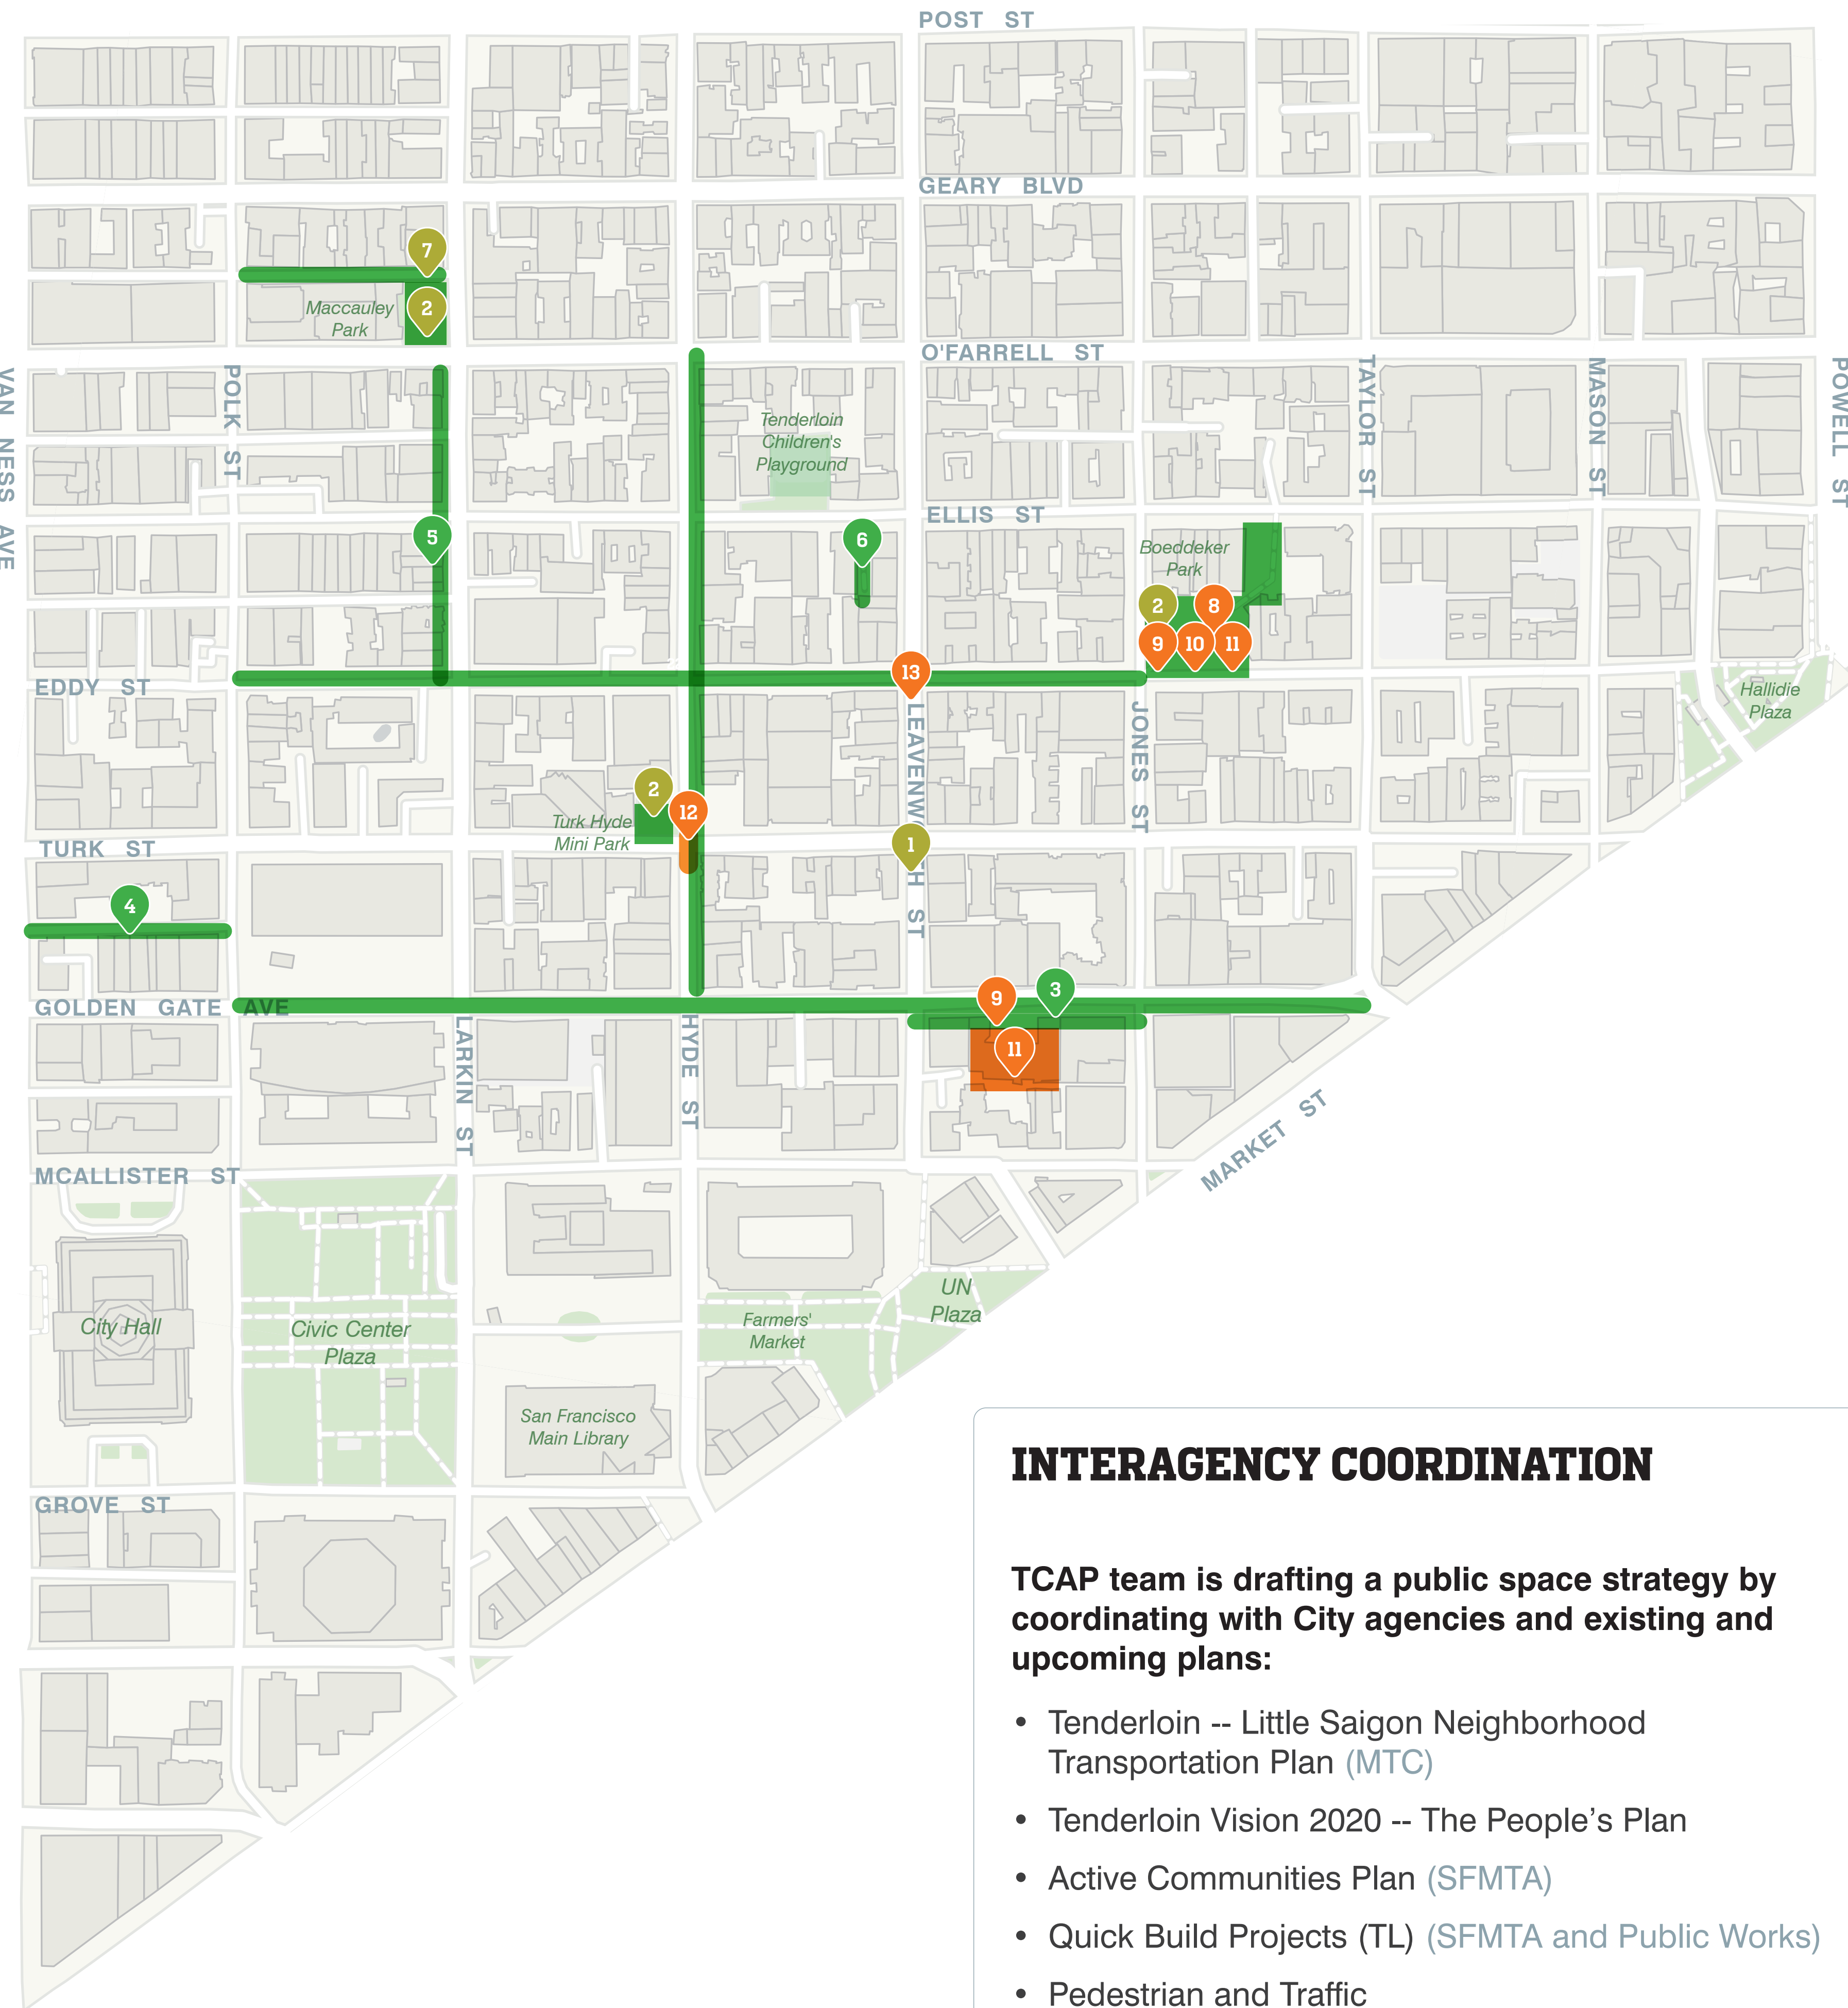 POST ST
GEARY BLVD
7
2
Maccauley
Park
O'FARRELL ST
VAN NESS AVE
POLK ST
TAYLOR ST
MASON ST
POWELL ST
Tenderloin
Children's
Playground
ELLIS ST
5
6
Boeddeker
Park
2
8
9
10
11
13
EDDY ST
Hallidie
Plaza
LEAVENWORTH ST
JONES ST
2
12
Turk Hyde
Mini Park
1
TURK ST
4
9
3
GOLDEN GATE AVE
11
LARKIN ST
HYDE ST
MARKET ST
MCALLISTER ST
UN
Plaza
City Hall
Civic Center
Plaza
Farmers'
Market
San Francisco
Main Library
GROVE ST
INTERAGENCY COORDINATION
TCAP team is drafting a public space strategy by
coordinating with City agencies and existing and
upcoming plans:
• Tenderloin -- Little Saigon Neighborhood
Transportation Plan (MTC)
• Tenderloin Vision 2020 -- The People’s Plan
• Active Communities Plan (SFMTA)
• Quick Build Projects (TL) (SFMTA and Public Works)
• Pedestrian and Traffic